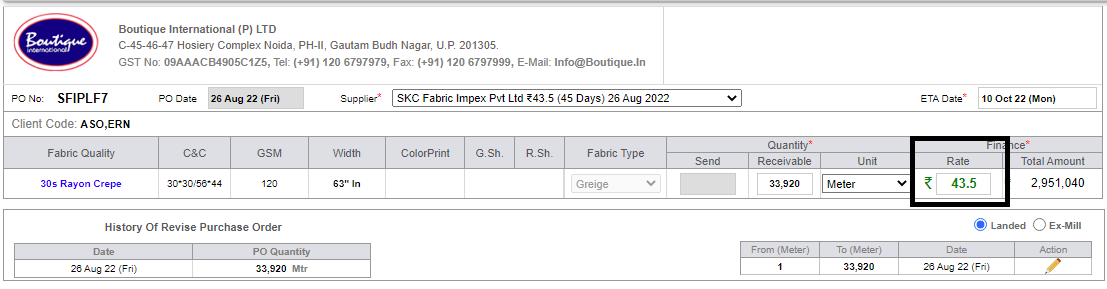 Boutique
International
Boutique International (P) LTD
C-45-46-47 Hosiery Complex Noida, PH-II, Gautam Budh Nagar, U.P. 201305.
GST No: 09AAACB4905C1Z5, Tel: (+91) 120 6797979, Fax: (+91) 120 6797999, E-Mail: Info@Boutique.In
PO No: SFIPLF7 PO Date 26 Aug 22 (Fri) Supplier* SKC Fabric Impex Pvt Ltd ₹43.5 (45 Days) 26 Aug 2022 ETA Date* 10 Oct 22 (Mon)
Client Code: ASO,ERN
Fabric Quality C&C GSM Width ColorPrint G.Sh. R.Sh. Fabric Type Quantity* Finance*
Send Receivable Unit Rate Total Amount
30s Rayon Crepe 30*30/56*44 120 63" In Greige 33,920 Meter ₹ 43.5 2,951,040
History Of Revise Purchase Order
Landed Ex-Mill
Date PO Quantity
26 Aug 22 (Fri) 33,920 Mtr
From (Meter) To (Meter) Date Action
1 33,920 26 Aug 22 (Fri)